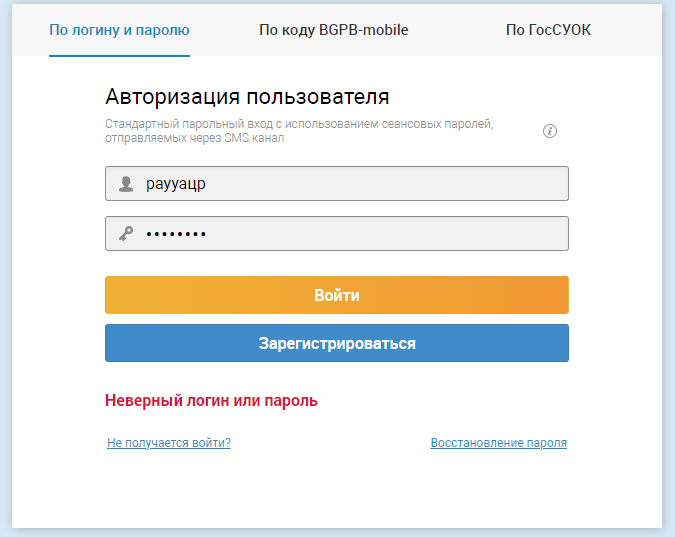 По логину и паролю По коду BGPB-mobile По ГосСУОК
Авторизация пользователя
Стандартный парольный вход с использованием сеансовых паролей,
отправляемых через SMS канал
i
рауyацр
••••••••
Войти
Зарегистрироваться
Неверный логин или пароль
Не получается войти? Восстановление пароля